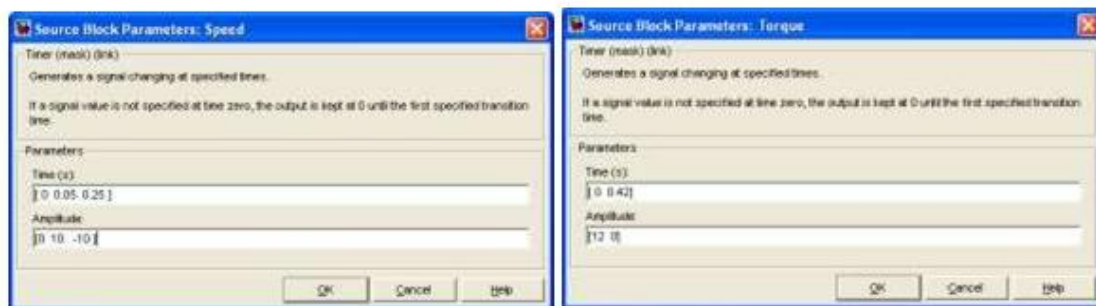 Source Block Parameters: Speed
Timer (mask) (link)
Generates a signal changing at specified times.
If a signal value is not specified at time zero, the output is kept at 0 until the first specified transition
time.
Parameters
Time (s):
[ 0 0.05 0.25 ]
Amplitude:
[0 10 -10 ]
OK
Cancel
Help
Source Block Parameters: Torque
Timer (mask) (link)
Generates a signal changing at specified times.
If a signal value is not specified at time zero, the output is kept at 0 until the first specified transition
time.
Parameters
Time (s):
[ 0 0.42]
Amplitude:
[12 8]
OK
Cancel
Help